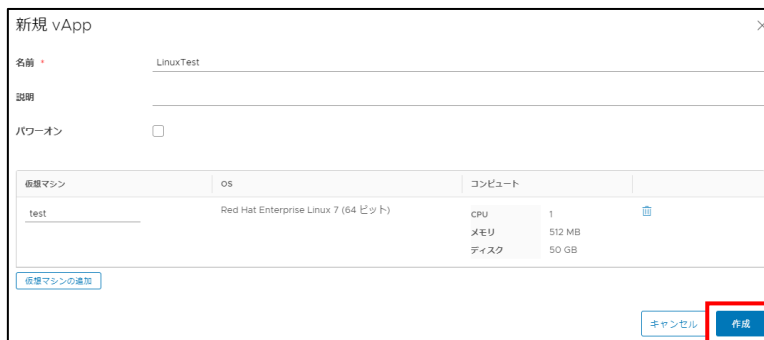 新規 vApp
名前 *
LinuxTest
説明
パワーオン
仮想マシン OS コンピュート
test Red Hat Enterprise Linux 7 (64 ビット) CPU 1
メモリ 512 MB
ディスク 50 GB
仮想マシンの追加
キャンセル 作成